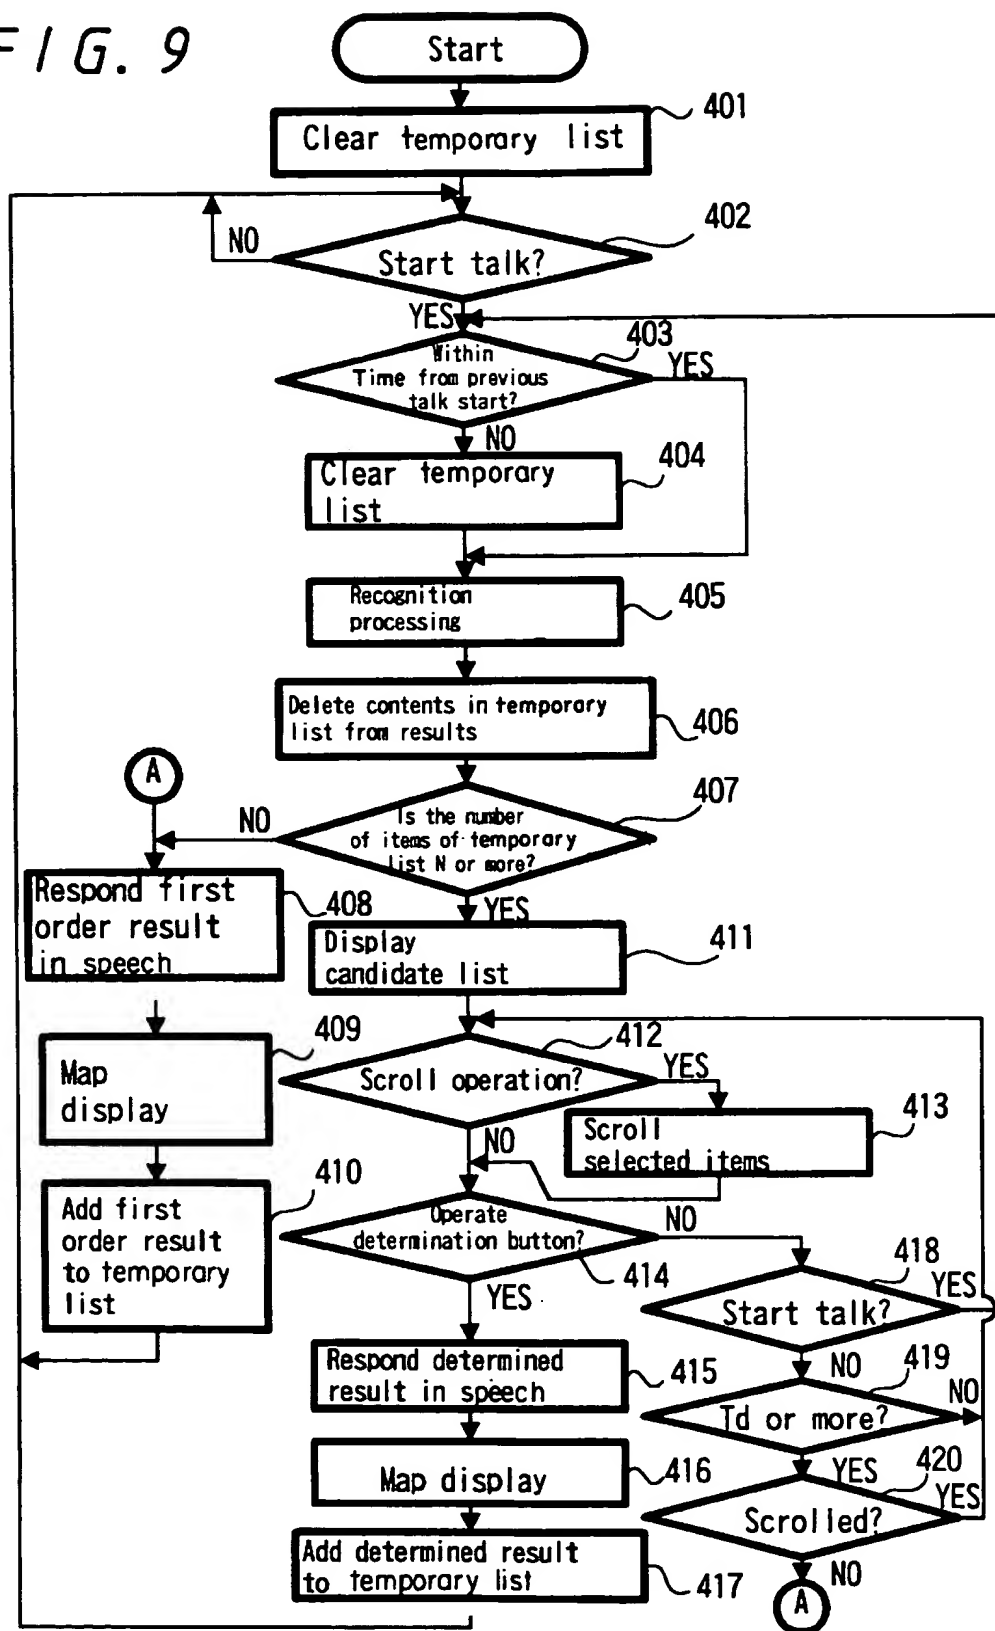 FIG. 9
Start
401
Clear temporary list
402
NO
Start talk?
YES
403
Within
Time from previous
talk start?
YES
NO
404
Clear temporary
list
405
Recognition
processing
Delete contents in temporary
list from results
406
A
407
NO
Is the number
of items of temporary
list N or more?
YES
Respond first
order result
in speech
408
Display
candidate list
411
409
Map
display
412
Scroll operation?
YES
413
Scroll
selected items
NO
410
Add first
order result
to temporary
list
Operate
determination button?
NO
414
YES
418
Start talk?
YES
NO
Respond determined
result in speech
415
419
Td or more?
NO
YES
Map display
416
420
Scrolled?
YES
NO
Add determined result
to temporary list
417
A